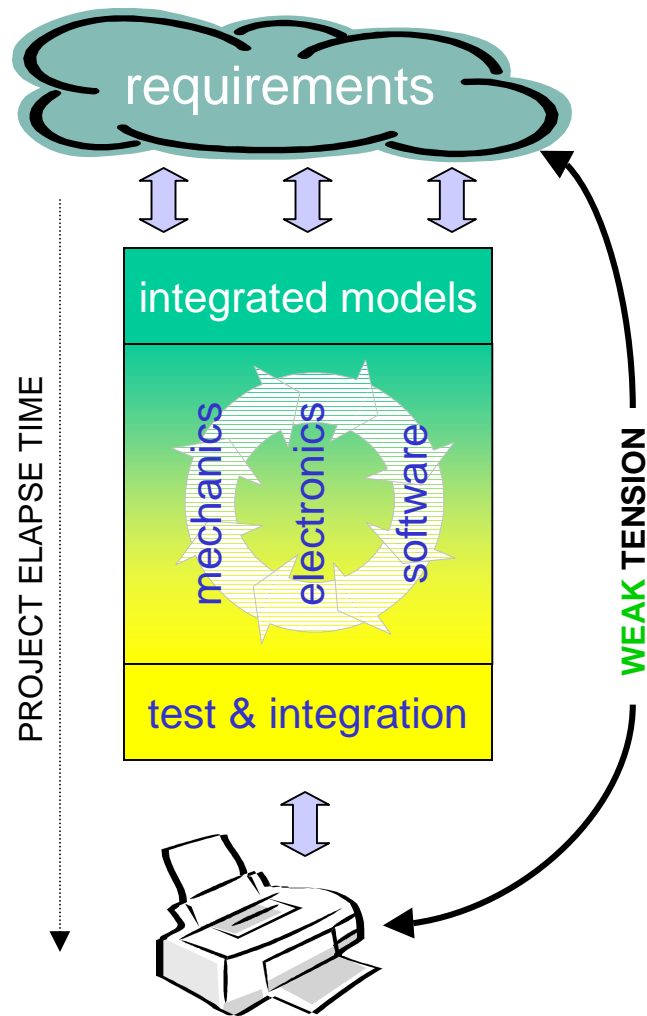 requirements
integrated models
PROJECT ELAPSE TIME
mechanics
electronics
software
WEAK TENSION
test & integration